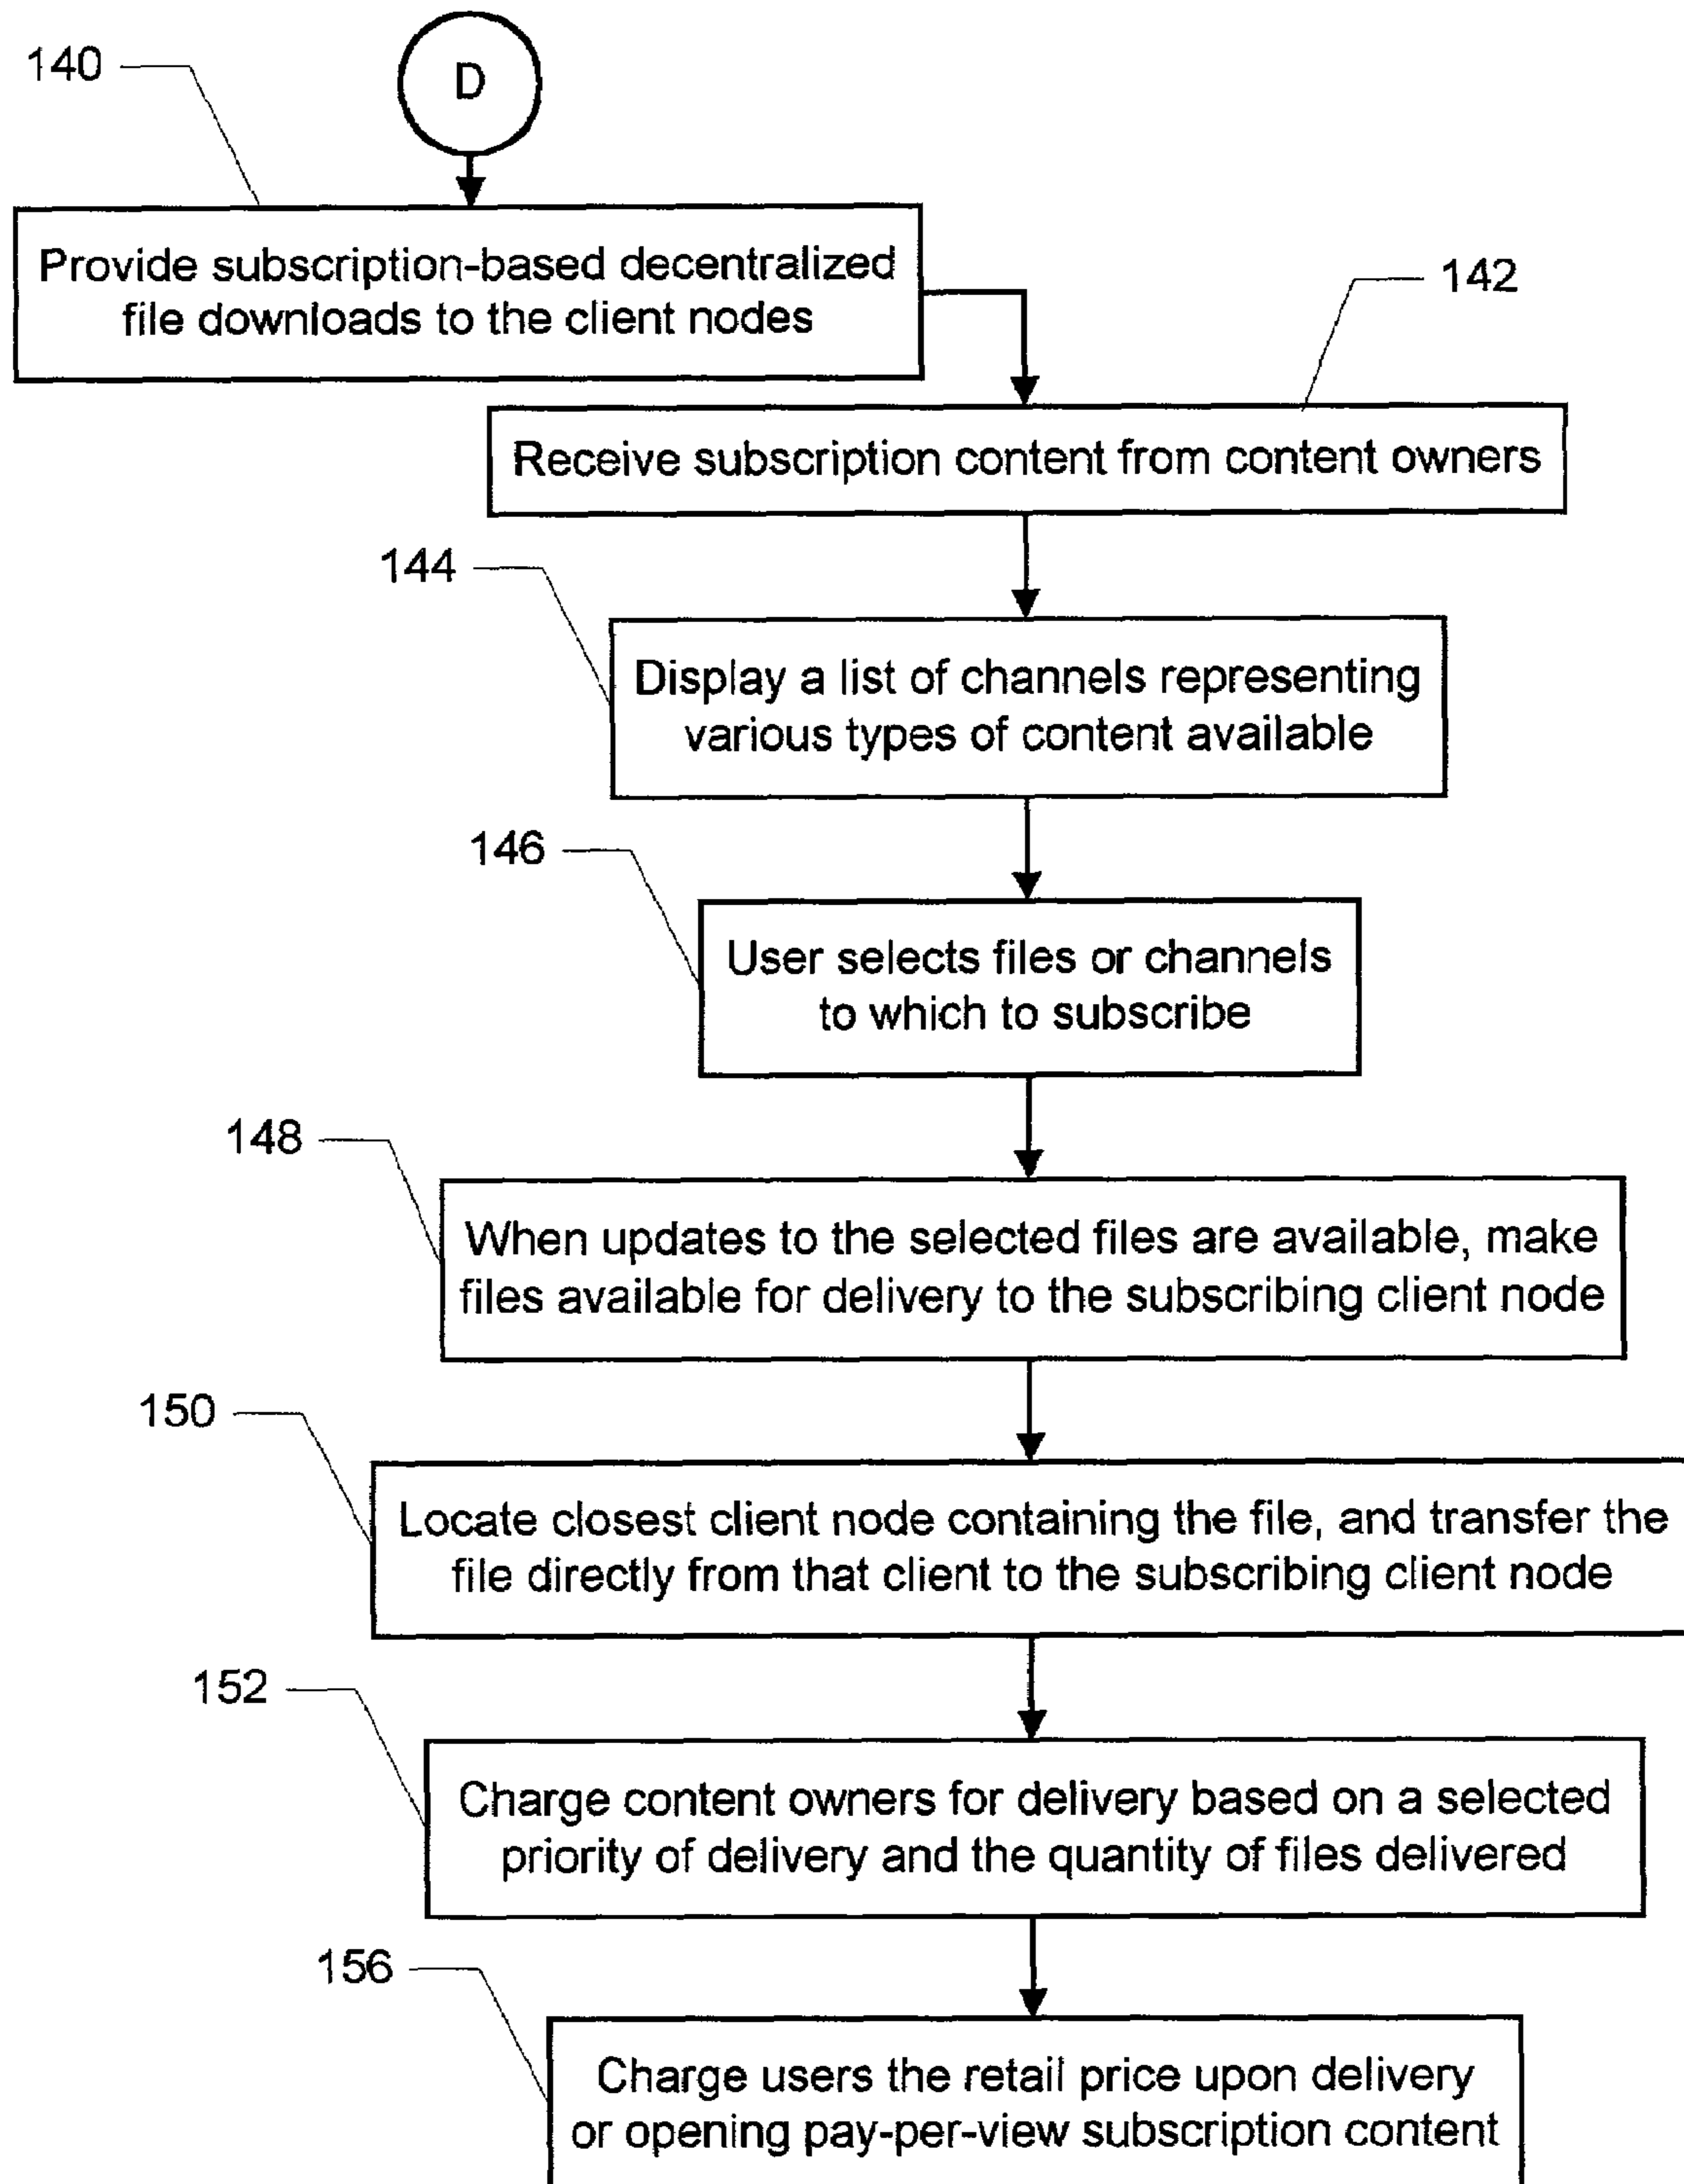 140
D
Provide subscription-based decentralized
file downloads to the client nodes
142
Receive subscription content from content owners
144
Display a list of channels representing
various types of content available
146
User selects files or channels
to which to subscribe
148
When updates to the selected files are available, make
files available for delivery to the subscribing client node
150
Locate closest client node containing the file, and transfer the
file directly from that client to the subscribing client node
152
Charge content owners for delivery based on a selected
priority of delivery and the quantity of files delivered
156
Charge users the retail price upon delivery
or opening pay-per-view subscription content